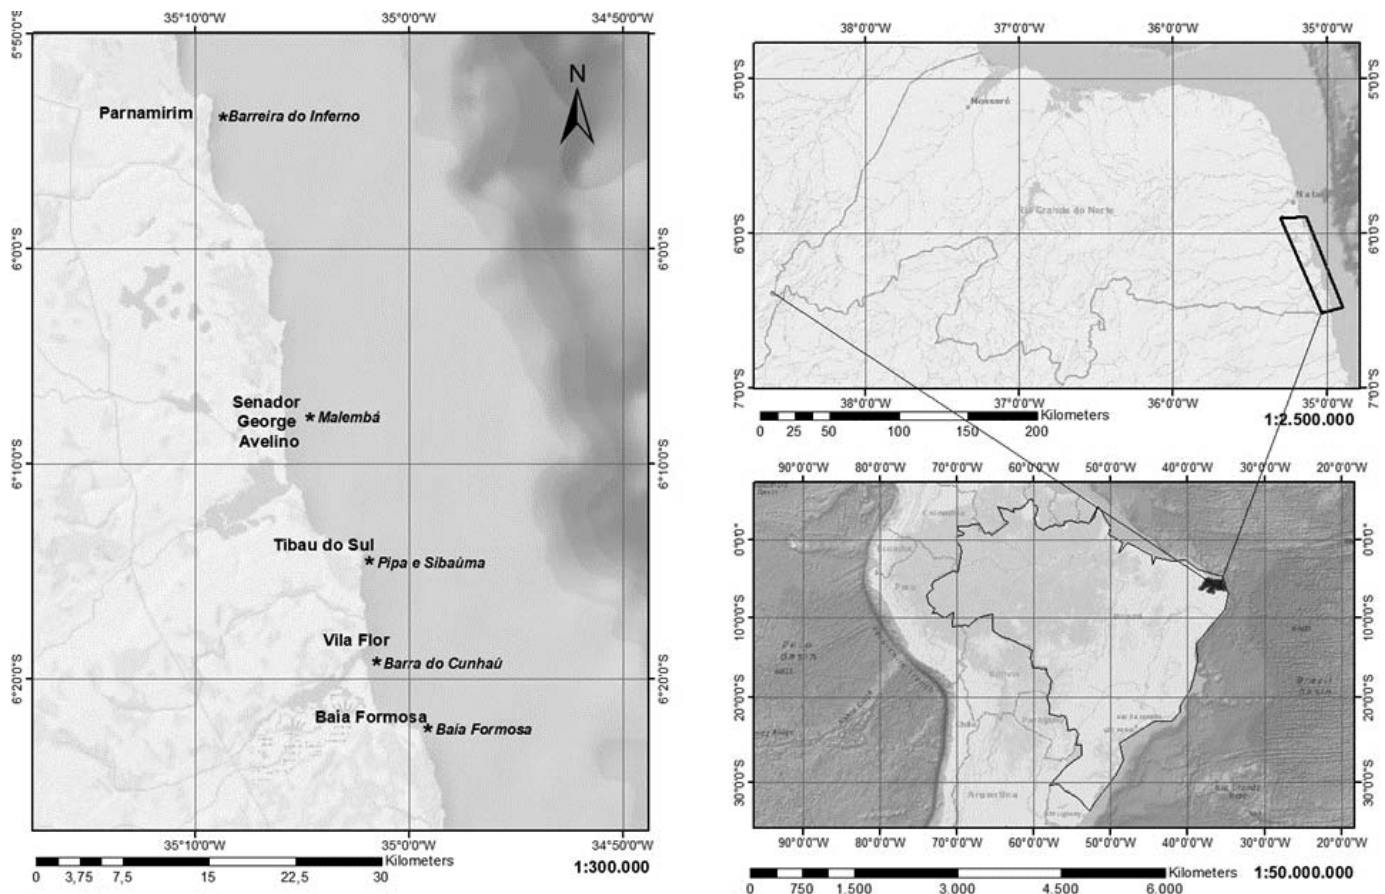 35°10'0"W 35°0'0"W 34°50'0"W
5°50'0"S
N
Parnamirim
Barreira do Inferno
6°0'0"S 6°0'0"S
Senador
George
Avelino
Malembá
6°10'0"S 6°10'0"S
Tibau do Sul
Pipa e Sibaúma
Vila Flor
Barra do Cunhaú
6°20'0"S 6°20'0"S
Baía Formosa
Baía Formosa
35°10'0"W 35°0'0"W 34°50'0"W
Kilometers
0 3,75 7,5 15 22,5 30
1:300.000
38°0'0"W 37°0'0"W 36°0'0"W 35°0'0"W
5°0'0"S 5°0'0"S
Mossoró
Natal
Rio Grande do Norte
6°0'0"S 6°0'0"S
7°0'0"S 7°0'0"S
38°0'0"W 37°0'0"W 36°0'0"W 35°0'0"W
Kilometers
0 25 50 100 150 200
1:2.500.000
90°0'0"W 80°0'0"W 70°0'0"W 60°0'0"W 50°0'0"W 40°0'0"W 30°0'0"W 20°0'0"W
Colombia
0°0'0" 0°0'0"
Ecuador
Peru
10°0'0"S 10°0'0"S
Bolivia
20°0'0"S 20°0'0"S
Chile
Paraguay
30°0'0"S 30°0'0"S
Argentina
Uruguay
90°0'0"W 80°0'0"W 70°0'0"W 60°0'0"W 50°0'0"W 40°0'0"W 30°0'0"W 20°0'0"W
Kilometers
0 750 1.500 3.000 4.500 6.000
1:50.000.000